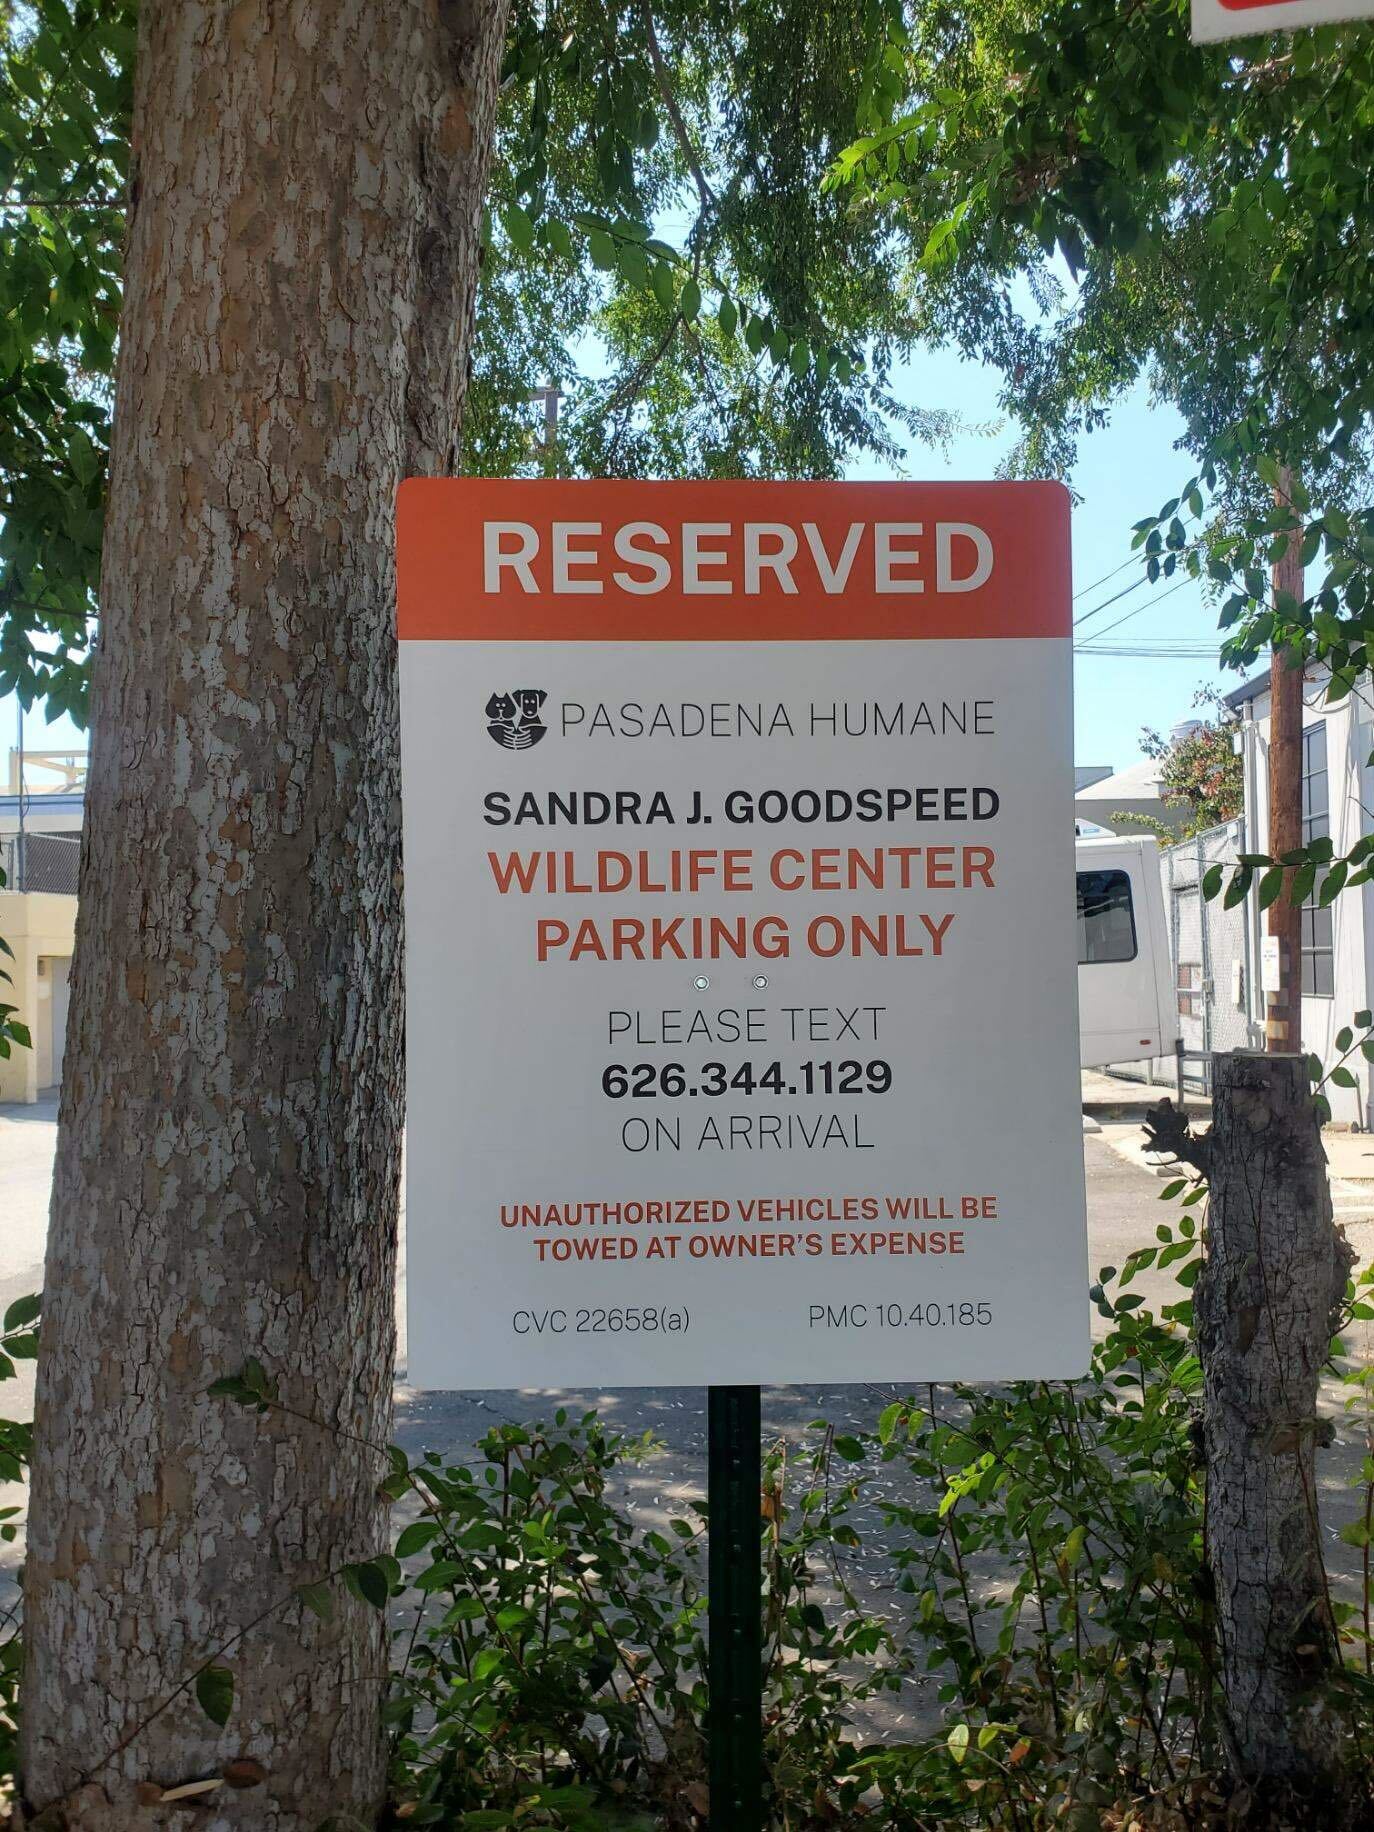 RESERVED
PASADENA HUMANE
SANDRA J. GOODSPEED
WILDLIFE CENTER
PARKING ONLY
PLEASE TEXT
626.344.1129
ON ARRIVAL
UNAUTHORIZED VEHICLES WILL BE
TOWED AT OWNER'S EXPENSE
CVC 22658(a) PMC 10.40.185